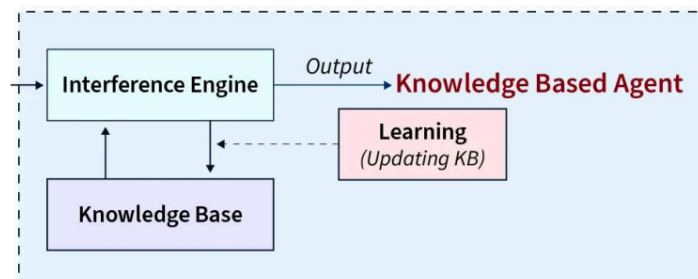 Interference Engine
Output
Knowledge Based Agent
Learning
(Updating KB)
Knowledge Base